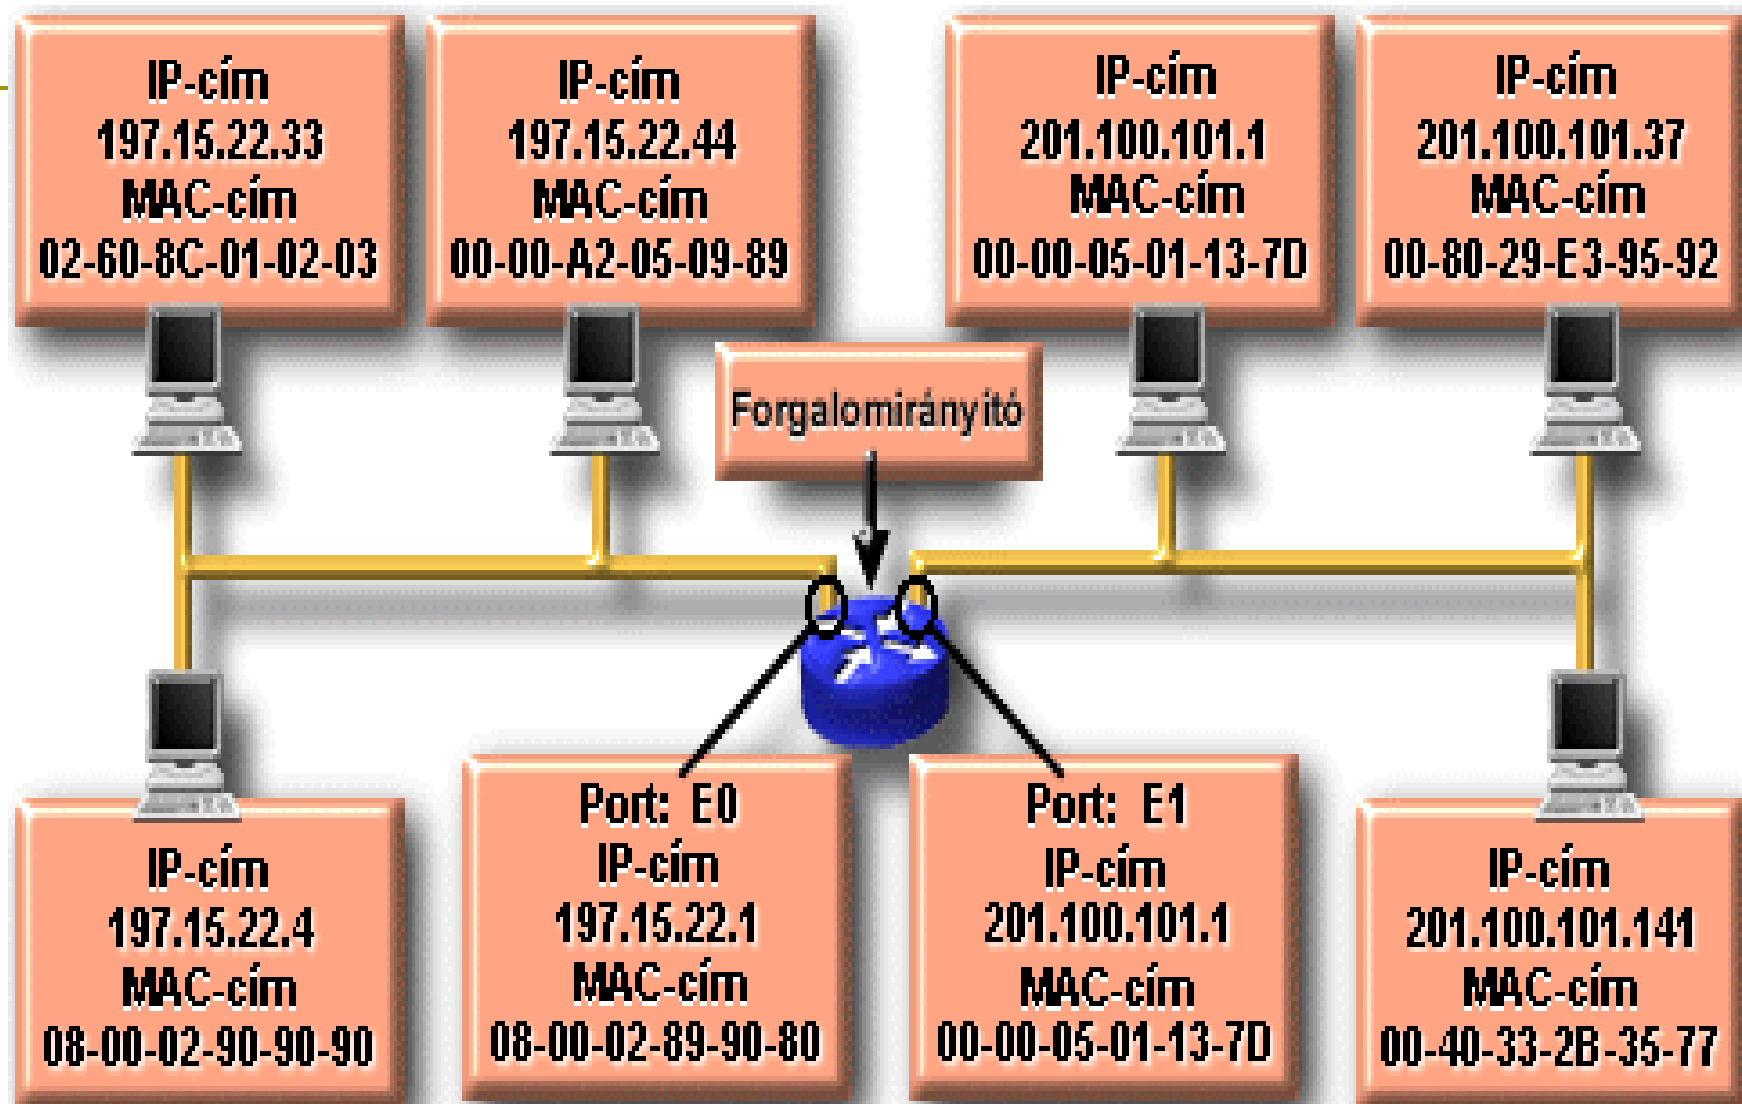 IP-cím
197.15.22.33
MAC-cím
02-60-8C-01-02-03
IP-cím
197.15.22.44
MAC-cím
00-00-A2-05-09-89
IP-cím
201.100.101.1
MAC-cím
00-00-05-01-13-7D
IP-cím
201.100.101.37
MAC-cím
00-80-29-E3-95-92
Forgalomirányító
IP-cím
197.15.22.4
MAC-cím
08-00-02-90-90-90
Port: E0
IP-cím
197.15.22.1
MAC-cím
08-00-02-89-90-80
Port: E1
IP-cím
201.100.101.1
MAC-cím
00-00-05-01-13-7D
IP-cím
201.100.101.141
MAC-cím
00-40-33-2B-35-77